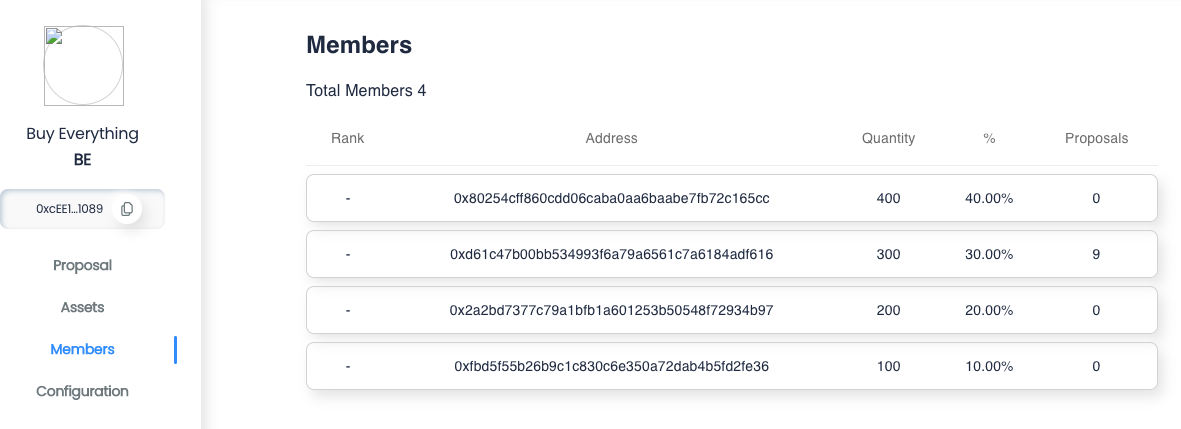 Buy Everything
BE
0xcEE1...1089
Proposal
Assets
Members
Configuration
Members
Total Members 4
Rank Address Quantity % Proposals
- 0x80254cff860cdd06caba0aa6baabe7fb72c165cc 400 40.00% 0
- 0xd61c47b00bb534993f6a79a6561c7a6184adf616 300 30.00% 9
- 0x2a2bd7377c79a1bfb1a601253b50548f72934b97 200 20.00% 0
- 0xfbd5f55b26b9c1c830c6e350a72dab4b5fd2fe36 100 10.00% 0